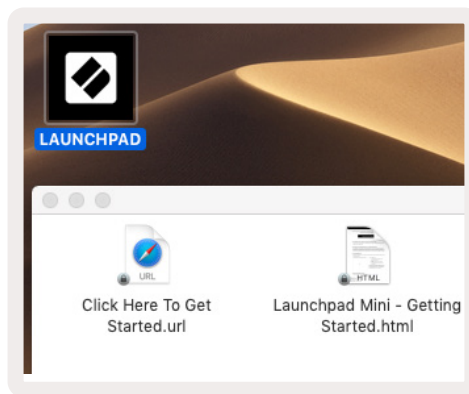 LAUNCHPAD
URL
HTML
Click Here To Get
Started.url
Launchpad Mini - Getting
Started.html